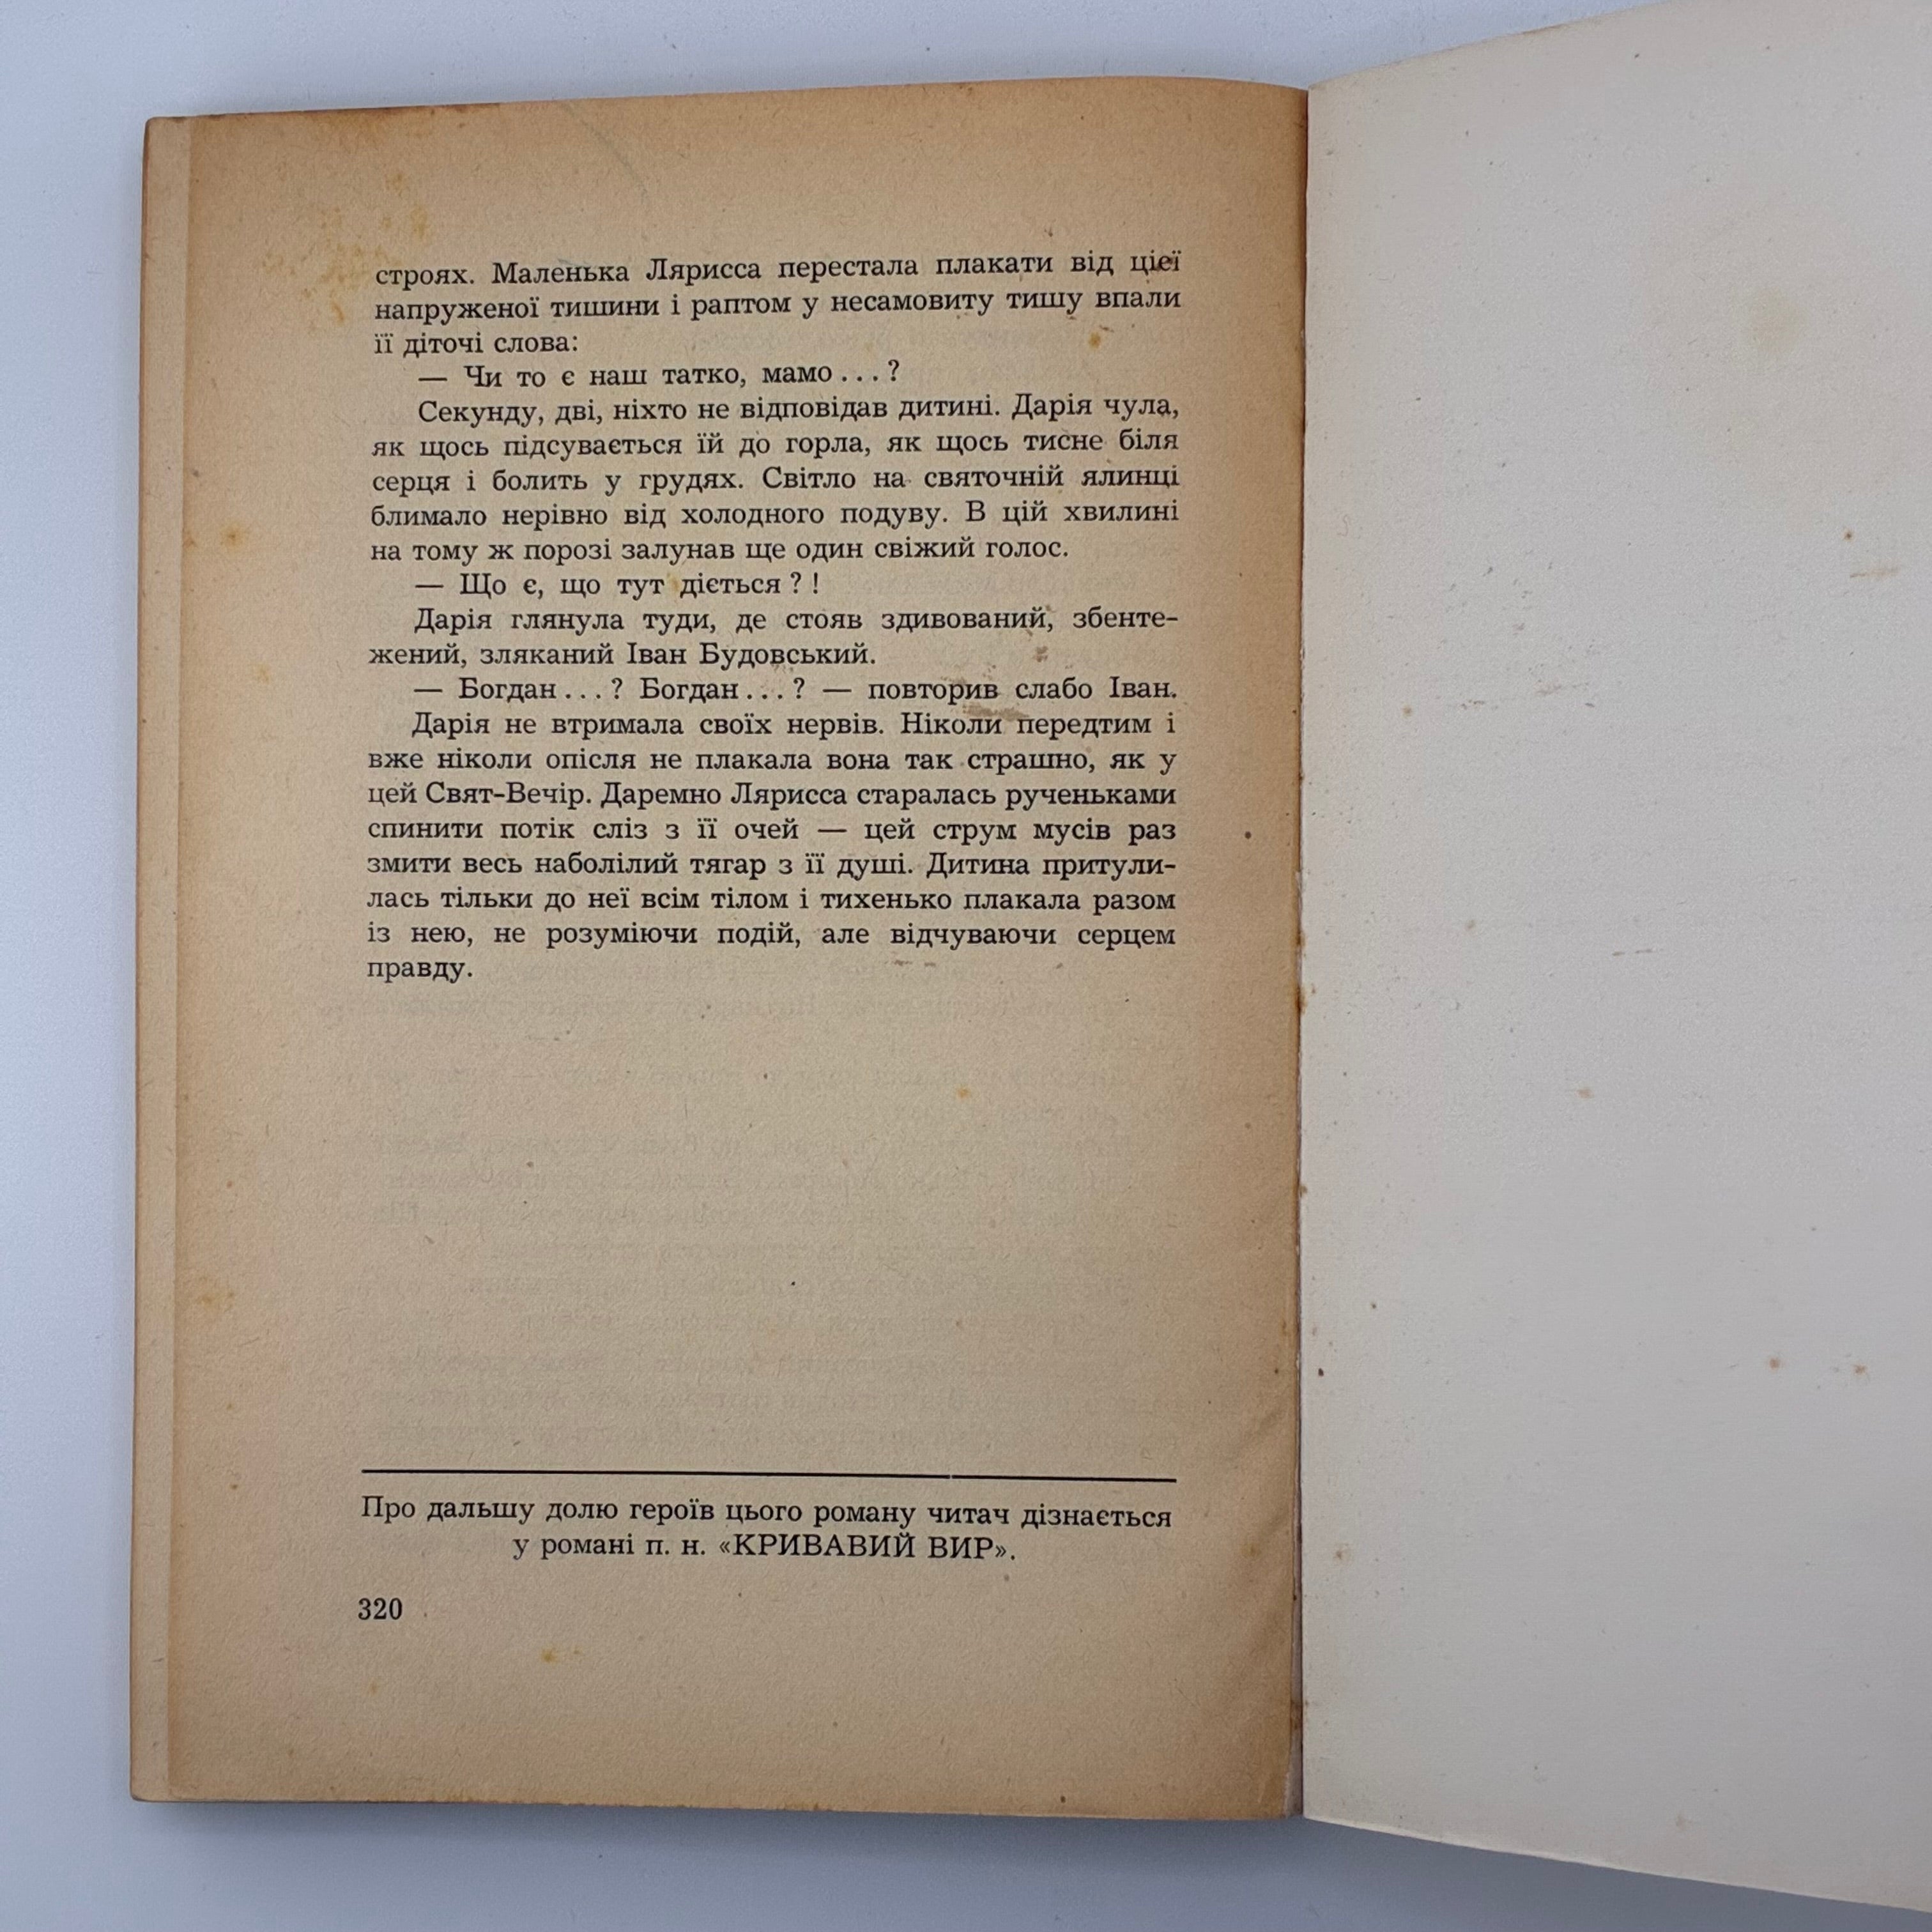 строях. Маленька Лярисса перестала плакати від цієї
напруженої тишини і раптом у несамовиту тишу впали
її діточі слова:
— Чи то є наш татко, мамо . . . ?
Секунду, дві, ніхто не відповідав дитині. Дарія чула,
як щось підсувається їй до горла, як щось тисне біля
серця і болить у грудях. Світло на святочній ялинці
блимало нерівно від холодного подуву. В цій хвилині
на тому ж порозі залунав ще один свіжий голос.
— Що є, що тут діється ? !
Дарія глянула туди, де стояв здивований, збенте-
жений, зляканий Іван Будовський.
— Богдан . . . ? Богдан . . . ? — повторив слабо Іван.
Дарія не втримала своїх нервів. Ніколи передтим і
вже ніколи опісля не плакала вона так страшно, як у
цей Свят-Вечір. Даремно Лярисса старалась рученьками
спинити потік сліз з її очей — цей струм мусів раз
змити весь наболілий тягар з її душі. Дитина притули-
лась тільки до неї всім тілом і тихенько плакала разом
із нею, не розуміючи подій, але відчуваючи серцем
правду.
Про дальшу долю героїв цього роману читач дізнається
у романі п. н. «КРИВАВИЙ ВИР».
320